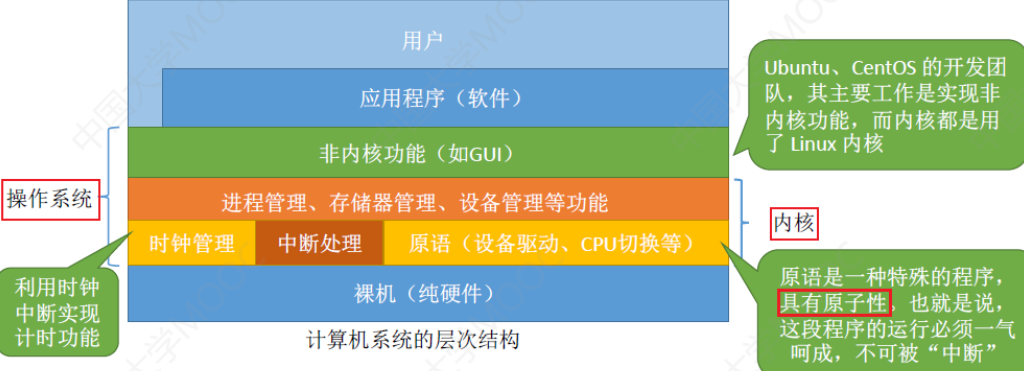 用户
应用程序（软件）
非内核功能（如GUI）
进程管理、存储器管理、设备管理等功能
时钟管理
中断处理
原语（设备驱动、CPU切换等）
裸机（纯硬件）
计算机系统的层次结构
操作系统
内核
利用时钟
中断实现
计时功能
Ubuntu、CentOS 的开发团
队，其主要工作是实现非
内核功能，而内核都是用
了 Linux 内核
原语是一种特殊的程序，
具有原子性。也就是说，
这段程序的运行必须一气
呵成，不可被“中断”
中国大学MOOC